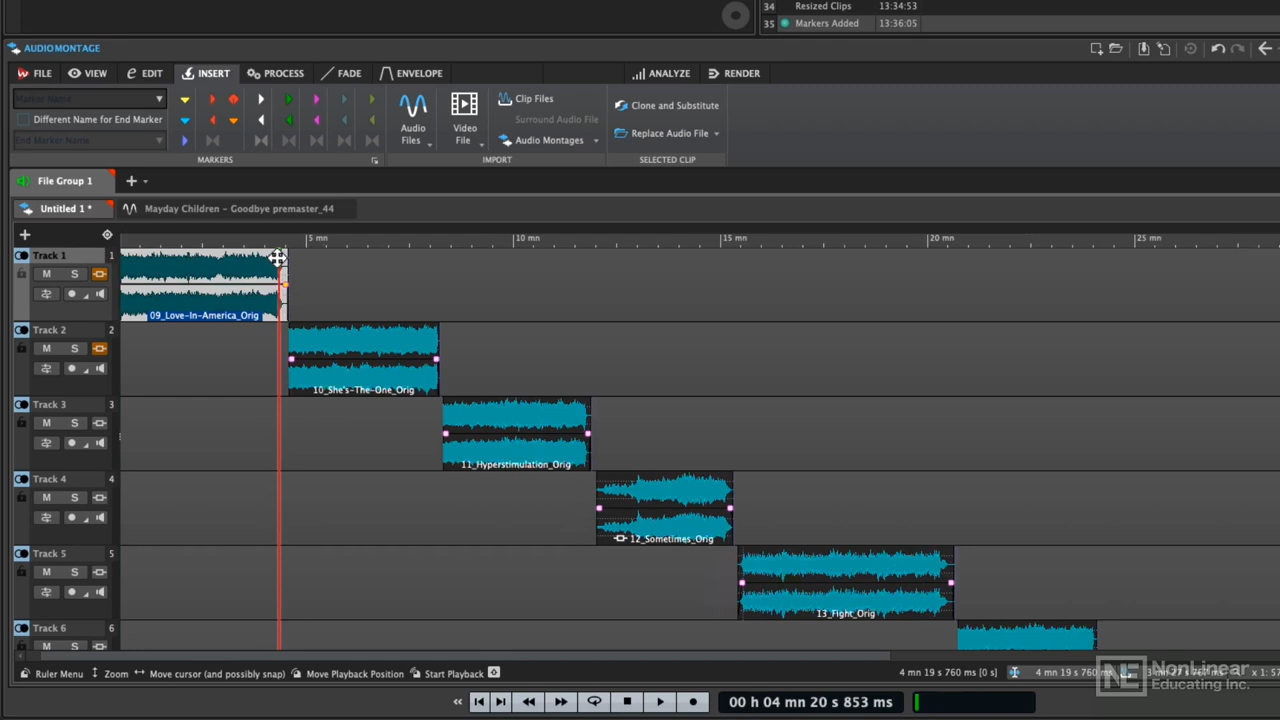 34 Resized Clips 13:34:53
35 Markers Added 13:36:05
AUDIO MONTAGE
FILE VIEW EDIT INSERT PROCESS FADE ENVELOPE ANALYZE RENDER
Marker Name
Different Name for End Marker
End Marker Name
Audio Files
Video File
Clip Files
Surround Audio File
Audio Montages
Clone and Substitute
Replace Audio File
MARKERS IMPORT SELECTED CLIP
File Group 1
Untitled 1 * Mayday Children - Goodbye premaster_44
5 mn 10 mn 15 mn 20 mn 25 mn
Track 1 1
M S
09_Love-In-America_Orig
Track 2 2
M S
10_She's-The-One_Orig
Track 3 3
M S
11_Hyperstimulation_Orig
Track 4 4
M S
12_Sometimes_Orig
Track 5 5
M S
13_Fight_Orig
Track 6 6
M S
Ruler Menu Zoom Move cursor (and possibly snap) Move Playback Position Start Playback 4 mn 19 s 760 ms [0 s] 4 mn 19 s 760 ms
00 h 04 mn 20 s 853 ms
NE NonLinear Educating Inc.